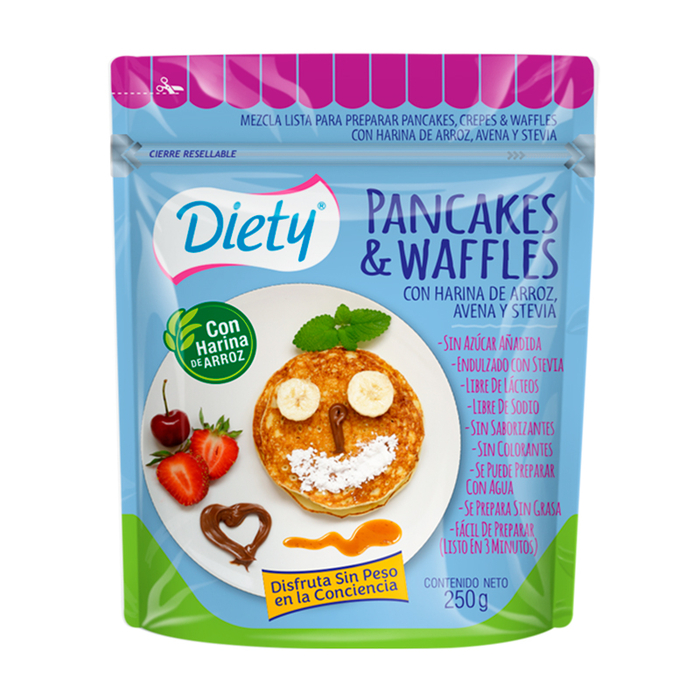 MEZCLA LISTA PARA PREPARAR PANCAKES, CREPES & WAFFLES
CON HARINA DE ARROZ, AVENA Y STEVIA
CIERRE RESELLABLE
Diety®
PANCAKES
& WAFFLES
CON HARINA DE ARROZ,
AVENA Y STEVIA
Con
Harina
DE ARROZ
-SIN AZÚCAR AÑADIDA
-ENDULZADO CON STEVIA
-LIBRE DE LÁCTEOS
-LIBRE DE SODIO
-SIN SABORIZANTES
-SIN COLORANTES
-SE PUEDE PREPARAR
CON AGUA
-SE PREPARA SIN GRASA
-FÁCIL DE PREPARAR
(LISTO EN 3 MINUTOS)
Disfruta Sin Peso
en la Conciencia
CONTENIDO NETO
250 g